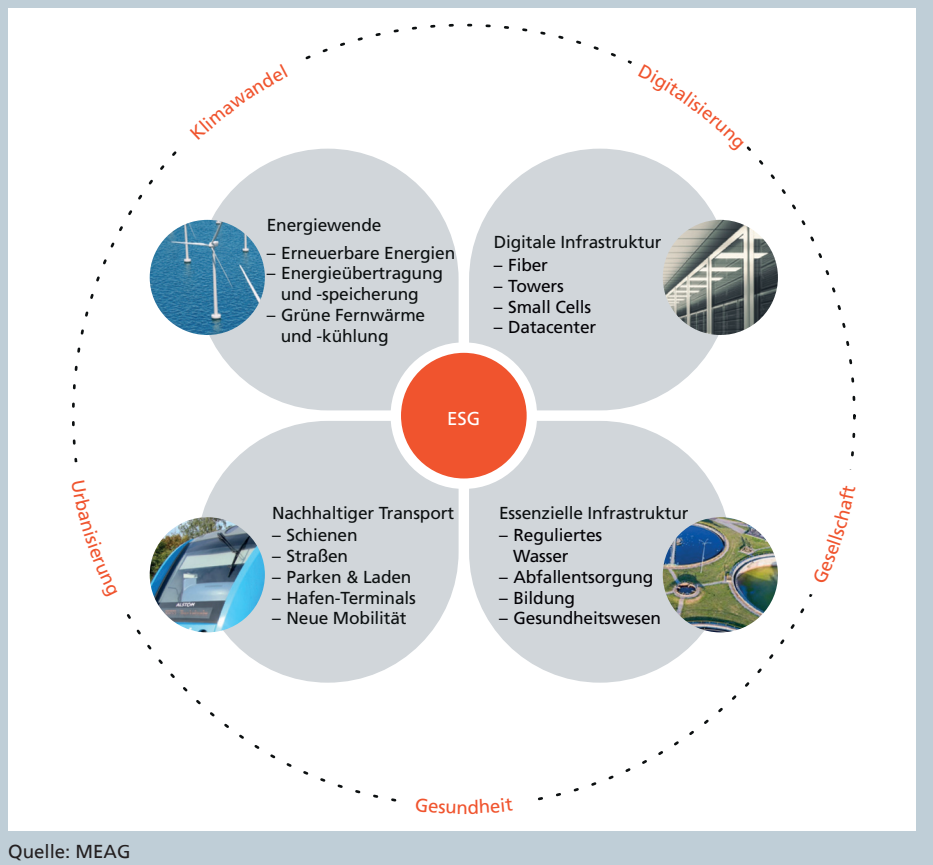 Klimawandel
Digitalisierung
Energiewende
– Erneuerbare Energien
– Energieübertragung
und -speicherung
– Grüne Fernwärme
und -kühlung
Digitale Infrastruktur
– Fiber
– Towers
– Small Cells
– Datacenter
ESG
Urbanisierung
Gesellschaft
Nachhaltiger Transport
– Schienen
– Straßen
– Parken & Laden
– Hafen-Terminals
– Neue Mobilität
Essenzielle Infrastruktur
– Reguliertes
Wasser
– Abfallentsorgung
– Bildung
– Gesundheitswesen
Gesundheit
Quelle: MEAG